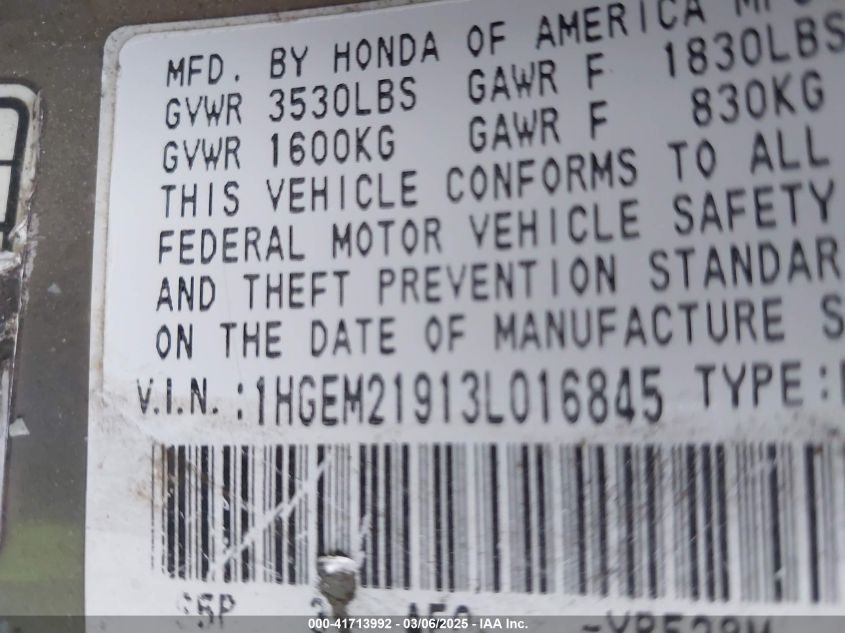 MFD. BY HONDA OF AMERICA MFG
GVWR 3530LBS GAWR F 1830LBS
GVWR 1600KG GAWR F 830KG
THIS VEHICLE CONFORMS TO ALL
FEDERAL MOTOR VEHICLE SAFETY
AND THEFT PREVENTION STANDAR
ON THE DATE OF MANUFACTURE S
V.I.N.:1HGEM21913L016845 TYPE:
000-41713992 - 03/06/2025 - IAA Inc.